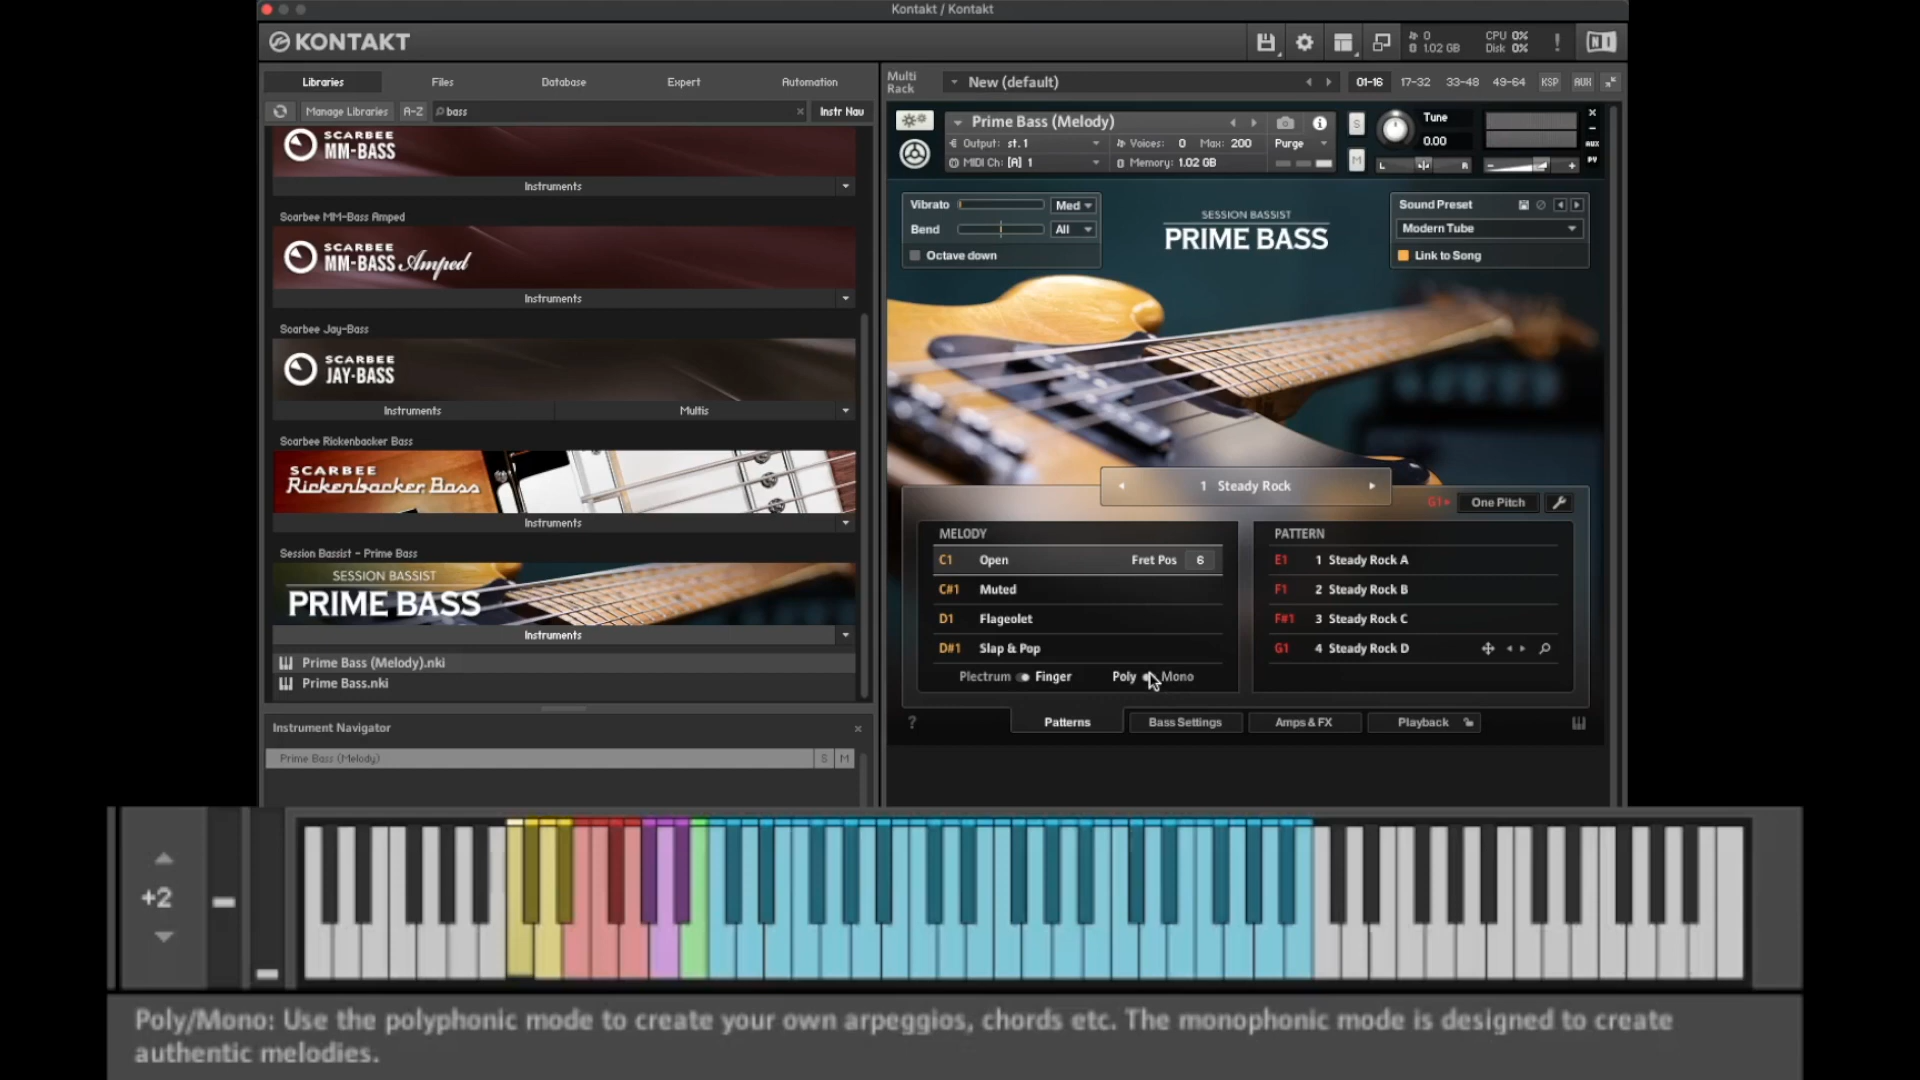 Kontakt / Kontakt
KONTAKT
0
1.02 GB
CPU 0%
Disk 0%
!
NI
Libraries
Files
Database
Expert
Automation
Manage Libraries
A-Z
bass
×
Instr Nav
SCARBEE
MM-BASS
Instruments
Scarbee MM-Bass Amped
SCARBEE
MM-BASS Amped
Instruments
Scarbee Jay-Bass
SCARBEE
JAY-BASS
Instruments
Multis
Scarbee Rickenbacker Bass
SCARBEE
Rickenbacker Bass
Instruments
Session Bassist - Prime Bass
SESSION BASSIST
PRIME BASS
Instruments
Prime Bass (Melody).nki
Prime Bass.nki
Instrument Navigator
×
Prime Bass (Melody)
S
M
Multi
Rack
New (default)
01-16
17-32
33-48
49-64
KSP
AUX
Prime Bass (Melody)
Output: st.1
Voices: 0
Max: 200
Purge
MIDI Ch: [A] 1
Memory: 1.02 GB
S
M
Tune
0.00
L
R
-
+
×
-
AUX
PV
Vibrato
Med
Bend
All
Octave down
SESSION BASSIST
PRIME BASS
Sound Preset
Modern Tube
Link to Song
1 Steady Rock
G1
One Pitch
MELODY
C1 Open Fret Pos 6
C#1 Muted
D1 Flageolet
D#1 Slap & Pop
Plectrum Finger
Poly Mono
PATTERN
E1 1 Steady Rock A
F1 2 Steady Rock B
F#1 3 Steady Rock C
G1 4 Steady Rock D
?
Patterns
Bass Settings
Amps & FX
Playback
+2
Poly/Mono: Use the polyphonic mode to create your own arpeggios, chords etc. The monophonic mode is designed to create
authentic melodies.